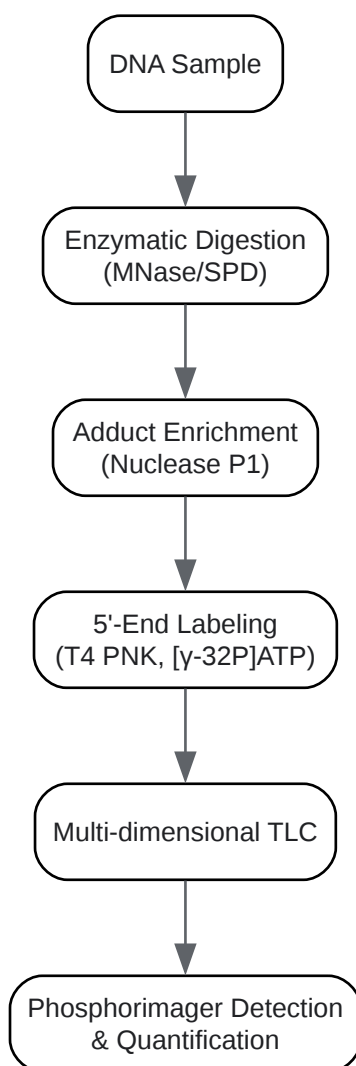 DNA Sample
Enzymatic Digestion
(MNase/SPD)
Adduct Enrichment
(Nuclease P1)
5'-End Labeling
(T4 PNK, [γ-32P]ATP)
Multi-dimensional TLC
Phosphorimager Detection
& Quantification